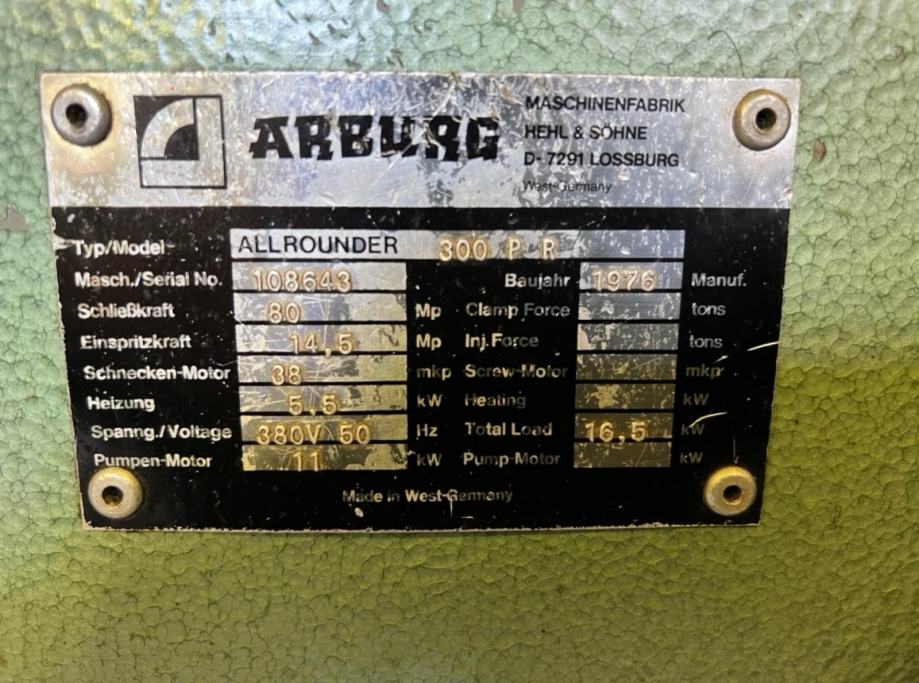 ARBURG
MASCHINENFABRIK
HEHL & SÖHNE
D-7291 LOSSBURG
West-Germany
Typ/Model ALLROUNDER 300 P R
Masch./Serial No. 108643 Baujahr 1976 Manuf.
Schließkraft 80 Mp Clamp Force tons
Einspritzkraft 14,5 Mp Inj. Force tons
Schnecken-Motor 38 mkp Screw-Motor mkp
Heizung 5,5 kW Heating kW
Spanng./Voltage 380V 50 Hz Total Load 16,5 kW
Pumpen-Motor 11 kW Pump-Motor kW
Made in West-Germany